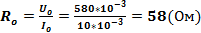 R₀ = U₀/I₀ = 580*10⁻³/10*10⁻³ = 58(Ом)